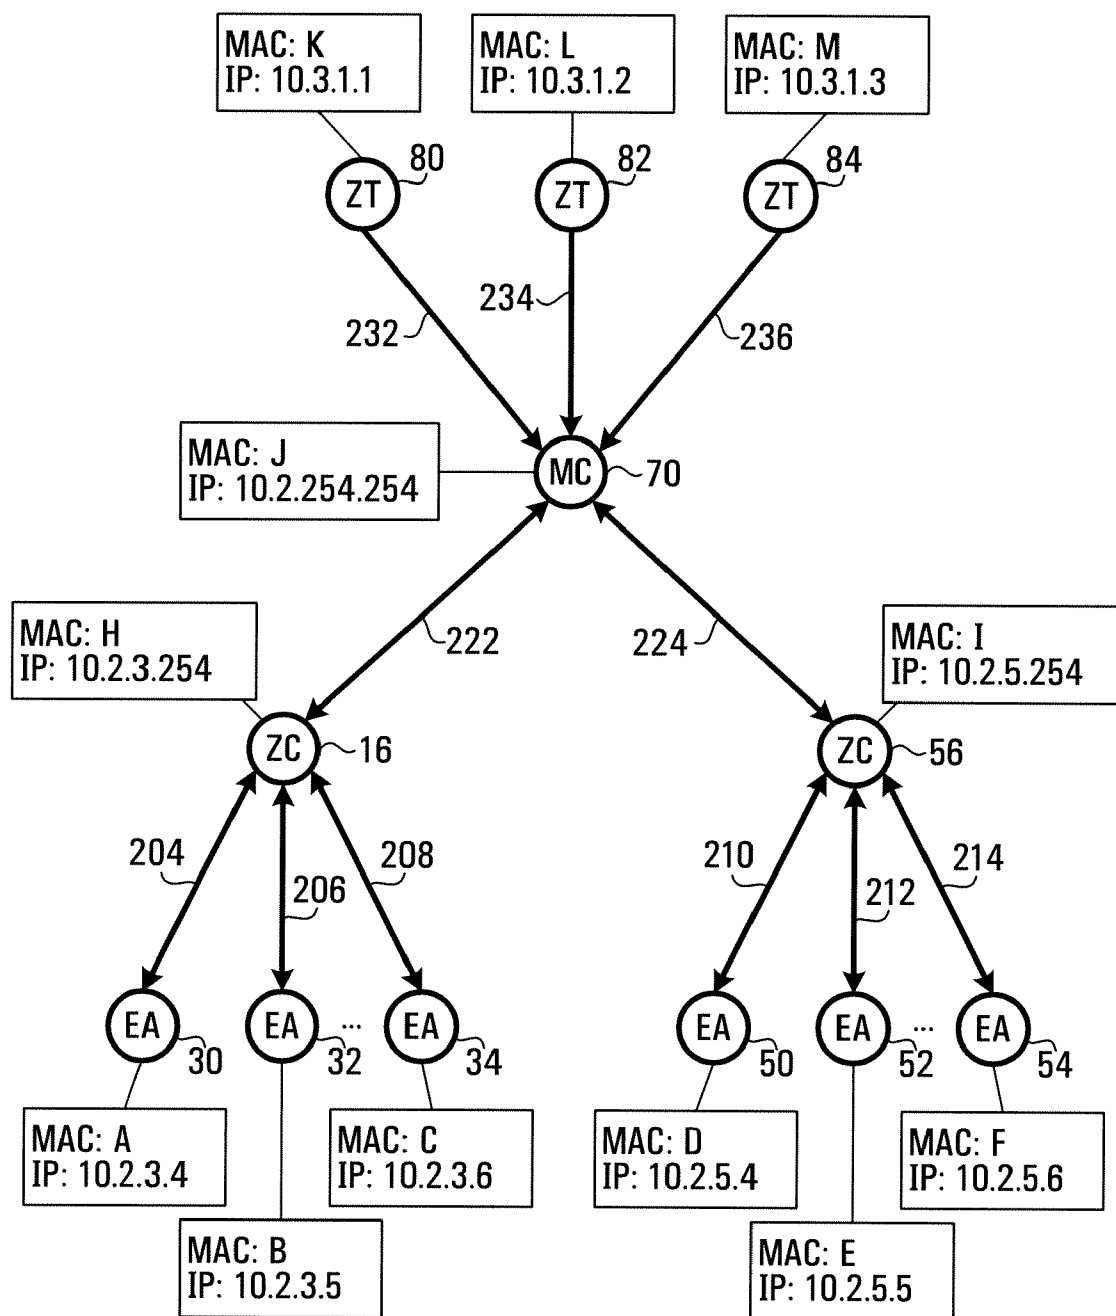 MAC: K
IP: 10.3.1.1
MAC: L
IP: 10.3.1.2
MAC: M
IP: 10.3.1.3
80
82
84
ZT
ZT
ZT
232
234
236
MAC: J
IP: 10.2.254.254
MC
70
MAC: H
IP: 10.2.3.254
222
224
MAC: I
IP: 10.2.5.254
ZC
16
ZC
56
204
206
208
210
212
214
EA
30
EA
32
...
EA
34
EA
50
EA
52
...
EA
54
MAC: A
IP: 10.2.3.4
MAC: C
IP: 10.2.3.6
MAC: D
IP: 10.2.5.4
MAC: F
IP: 10.2.5.6
MAC: B
IP: 10.2.3.5
MAC: E
IP: 10.2.5.5